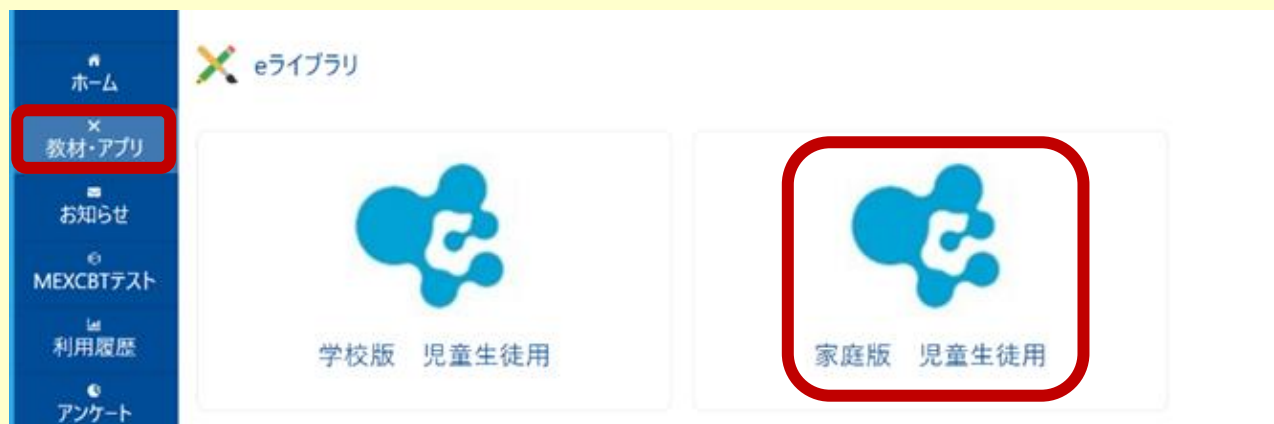 ホーム
教材・アプリ
お知らせ
MEXCBTテスト
利用履歴
アンケート
eライブラリ
学校版　児童生徒用
家庭版　児童生徒用